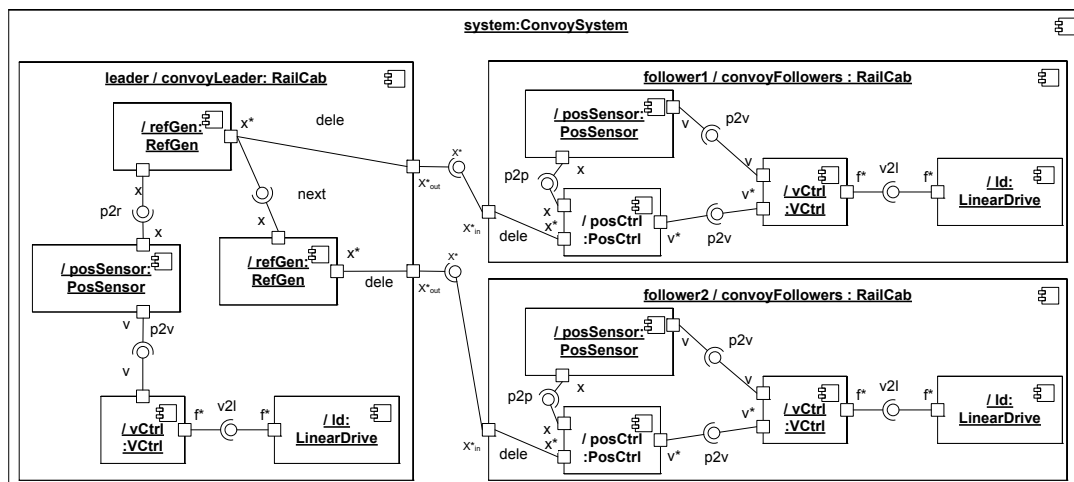 system:ConvoySystem
leader / convoyLeader: RailCab
/ refGen:
RefGen
x*
dele
x
p2r
x
next
x
/ posSensor:
PosSensor
/ refGen:
RefGen
x*
dele
v
p2v
v
/ vCtrl
:VCtrl
f*
v2l
f*
/ ld:
LinearDrive
X*out
X*
X*in
X*out
X*
X*in
follower1 / convoyFollowers : RailCab
/ posSensor:
PosSensor
v
p2v
v
x
p2p
x
x*
dele
/ posCtrl
:PosCtrl
v*
p2v
v*
/ vCtrl
:VCtrl
f*
v2l
f*
/ ld:
LinearDrive
follower2 / convoyFollowers : RailCab
/ posSensor:
PosSensor
v
p2v
v
x
p2p
x
x*
dele
/ posCtrl
:PosCtrl
v*
p2v
v*
/ vCtrl
:VCtrl
f*
v2l
f*
/ ld:
LinearDrive